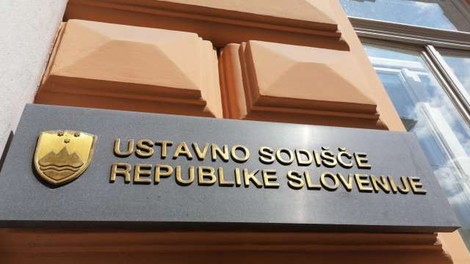 USTAVNO SODIŠČE
REPUBLIKE SLOVENIJE